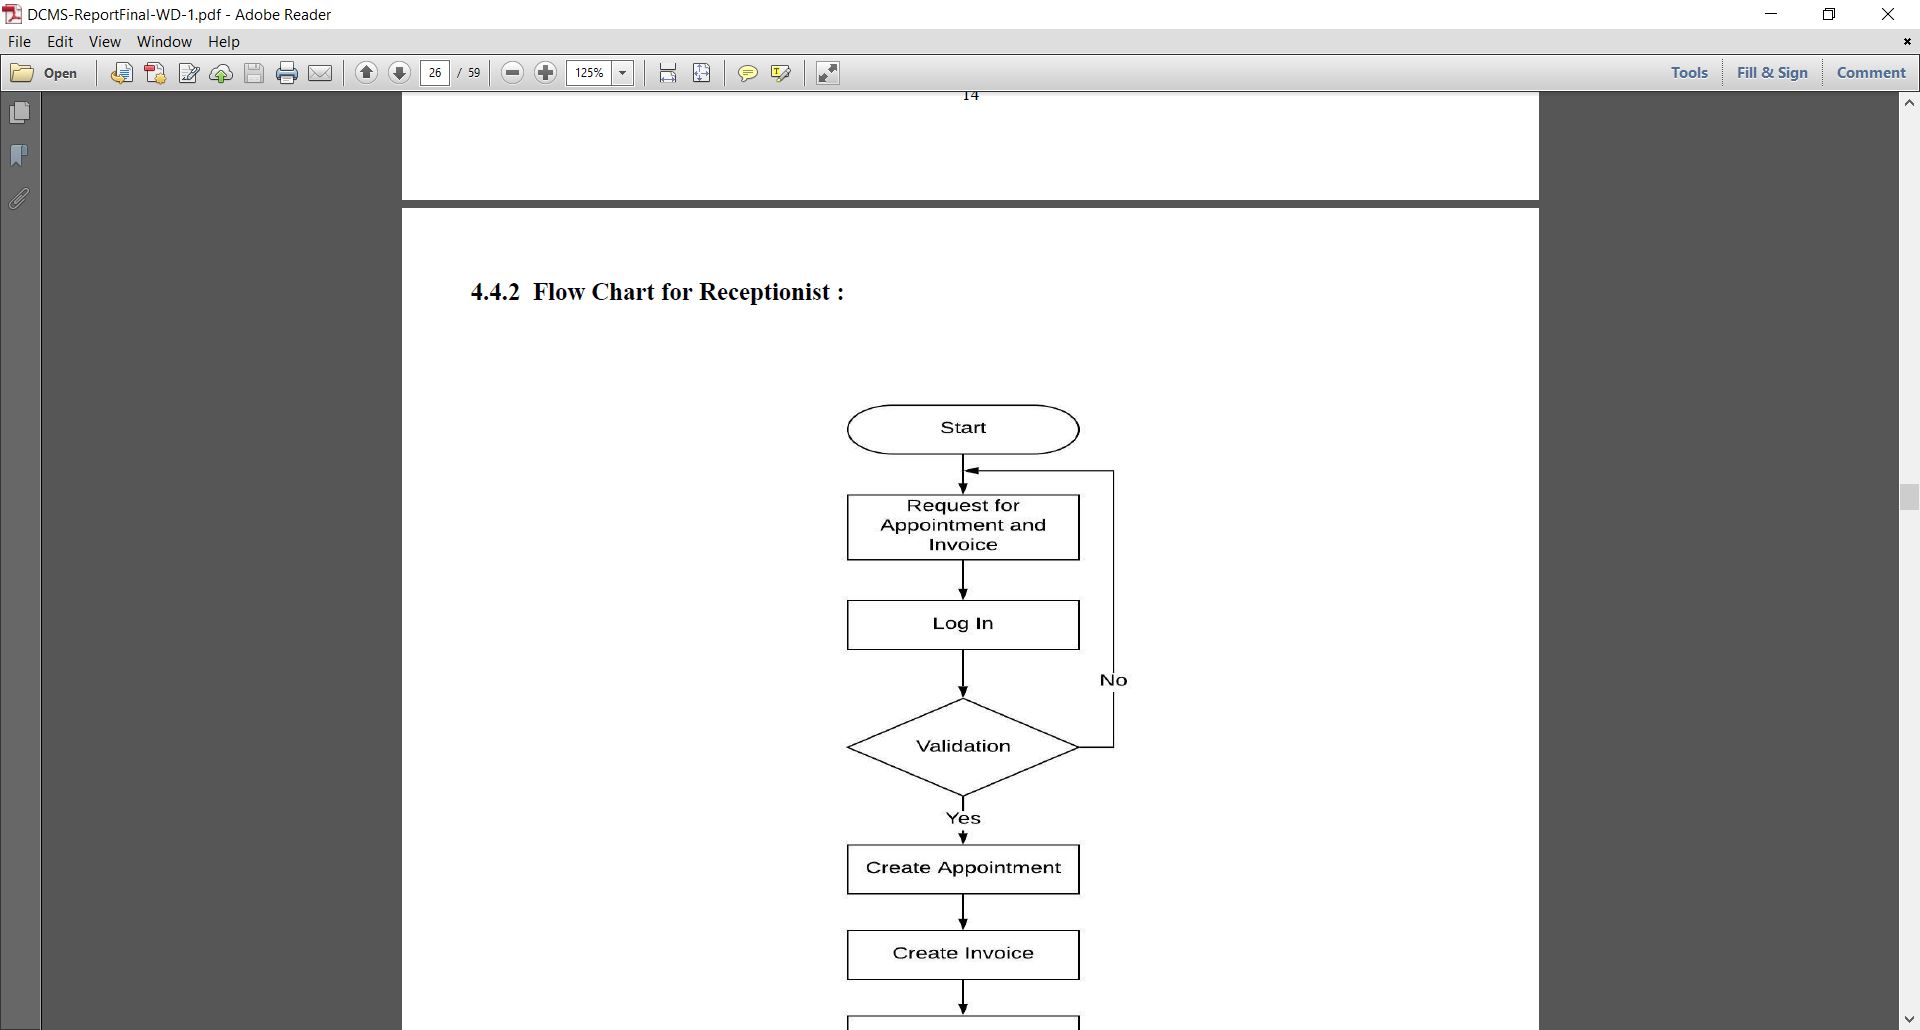 DCMS-ReportFinal-WD-1.pdf - Adobe Reader
File Edit View Window Help
Open 26 / 59 125% Tools Fill & Sign Comment
14
4.4.2 Flow Chart for Receptionist :
Start
Request for
Appointment and
Invoice
Log In
No
Validation
Yes
Create Appointment
Create Invoice